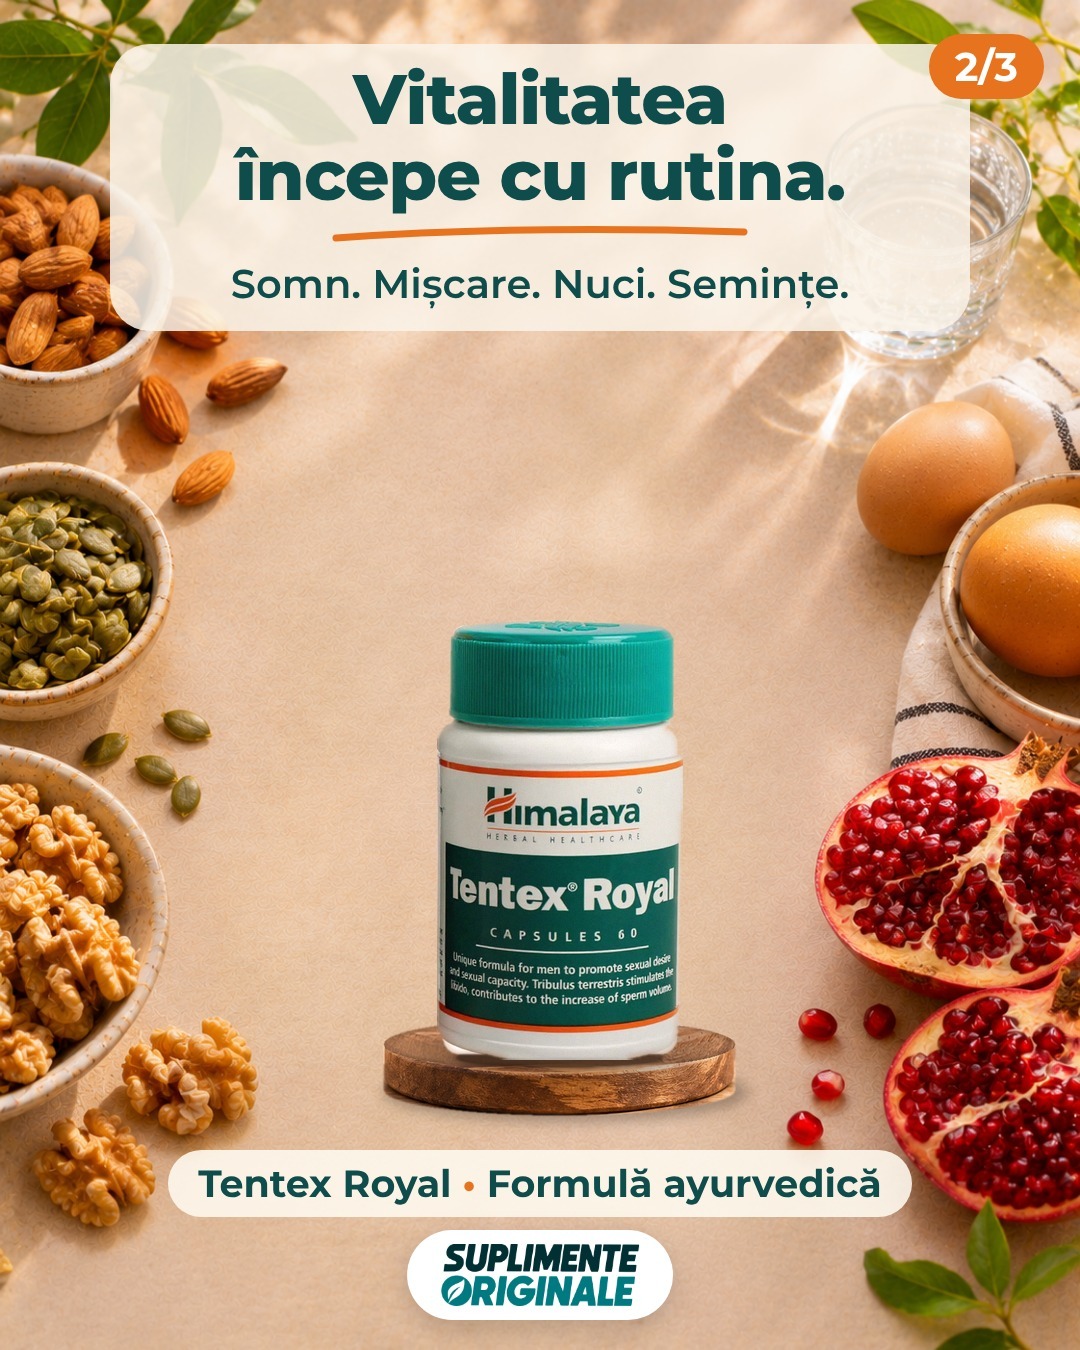 2/3
Vitalitatea
începe cu rutina.
Somn. Mișcare. Nuci. Semințe.
Himalaya
©
HERBAL HEALTHCARE
Tentex® Royal
CAPSULES 60
Unique formula for men to promote sexual desire
and sexual capacity. Tribulus terrestris stimulates the
libido, contributes to the increase of sperm volume.
Tentex Royal • Formulă ayurvedică
SUPLIMENTE
ORIGINALE